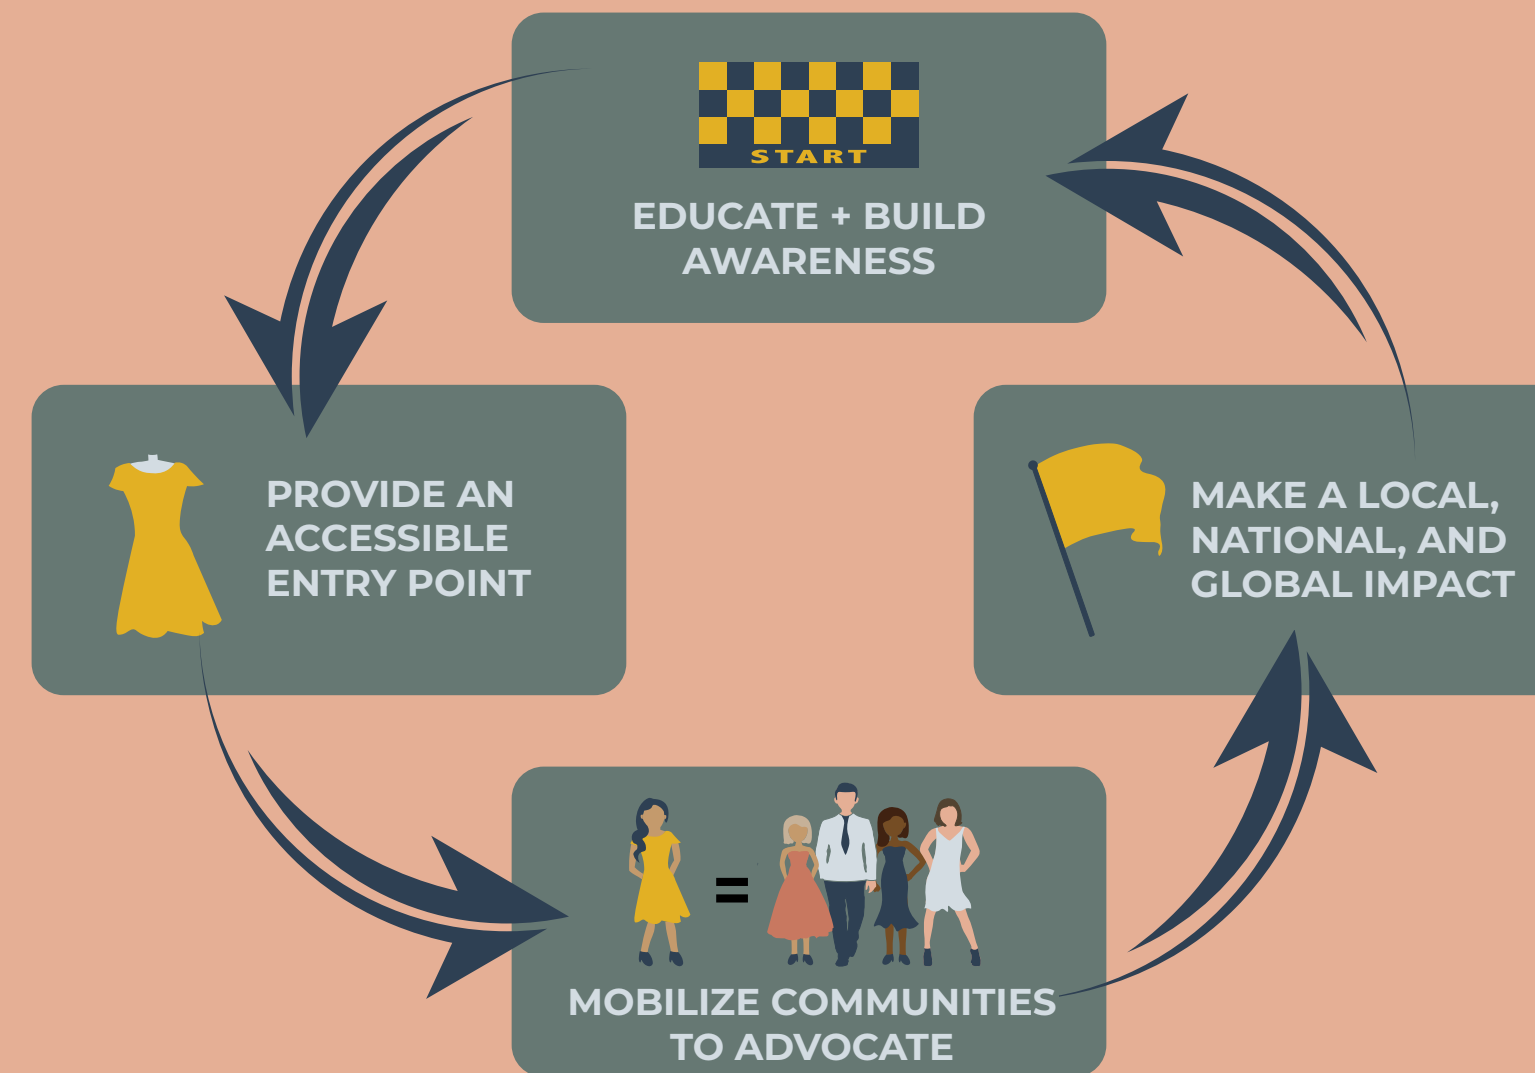 START
EDUCATE + BUILD
AWARENESS
PROVIDE AN
ACCESSIBLE
ENTRY POINT
MAKE A LOCAL,
NATIONAL, AND
GLOBAL IMPACT
=
MOBILIZE COMMUNITIES
TO ADVOCATE